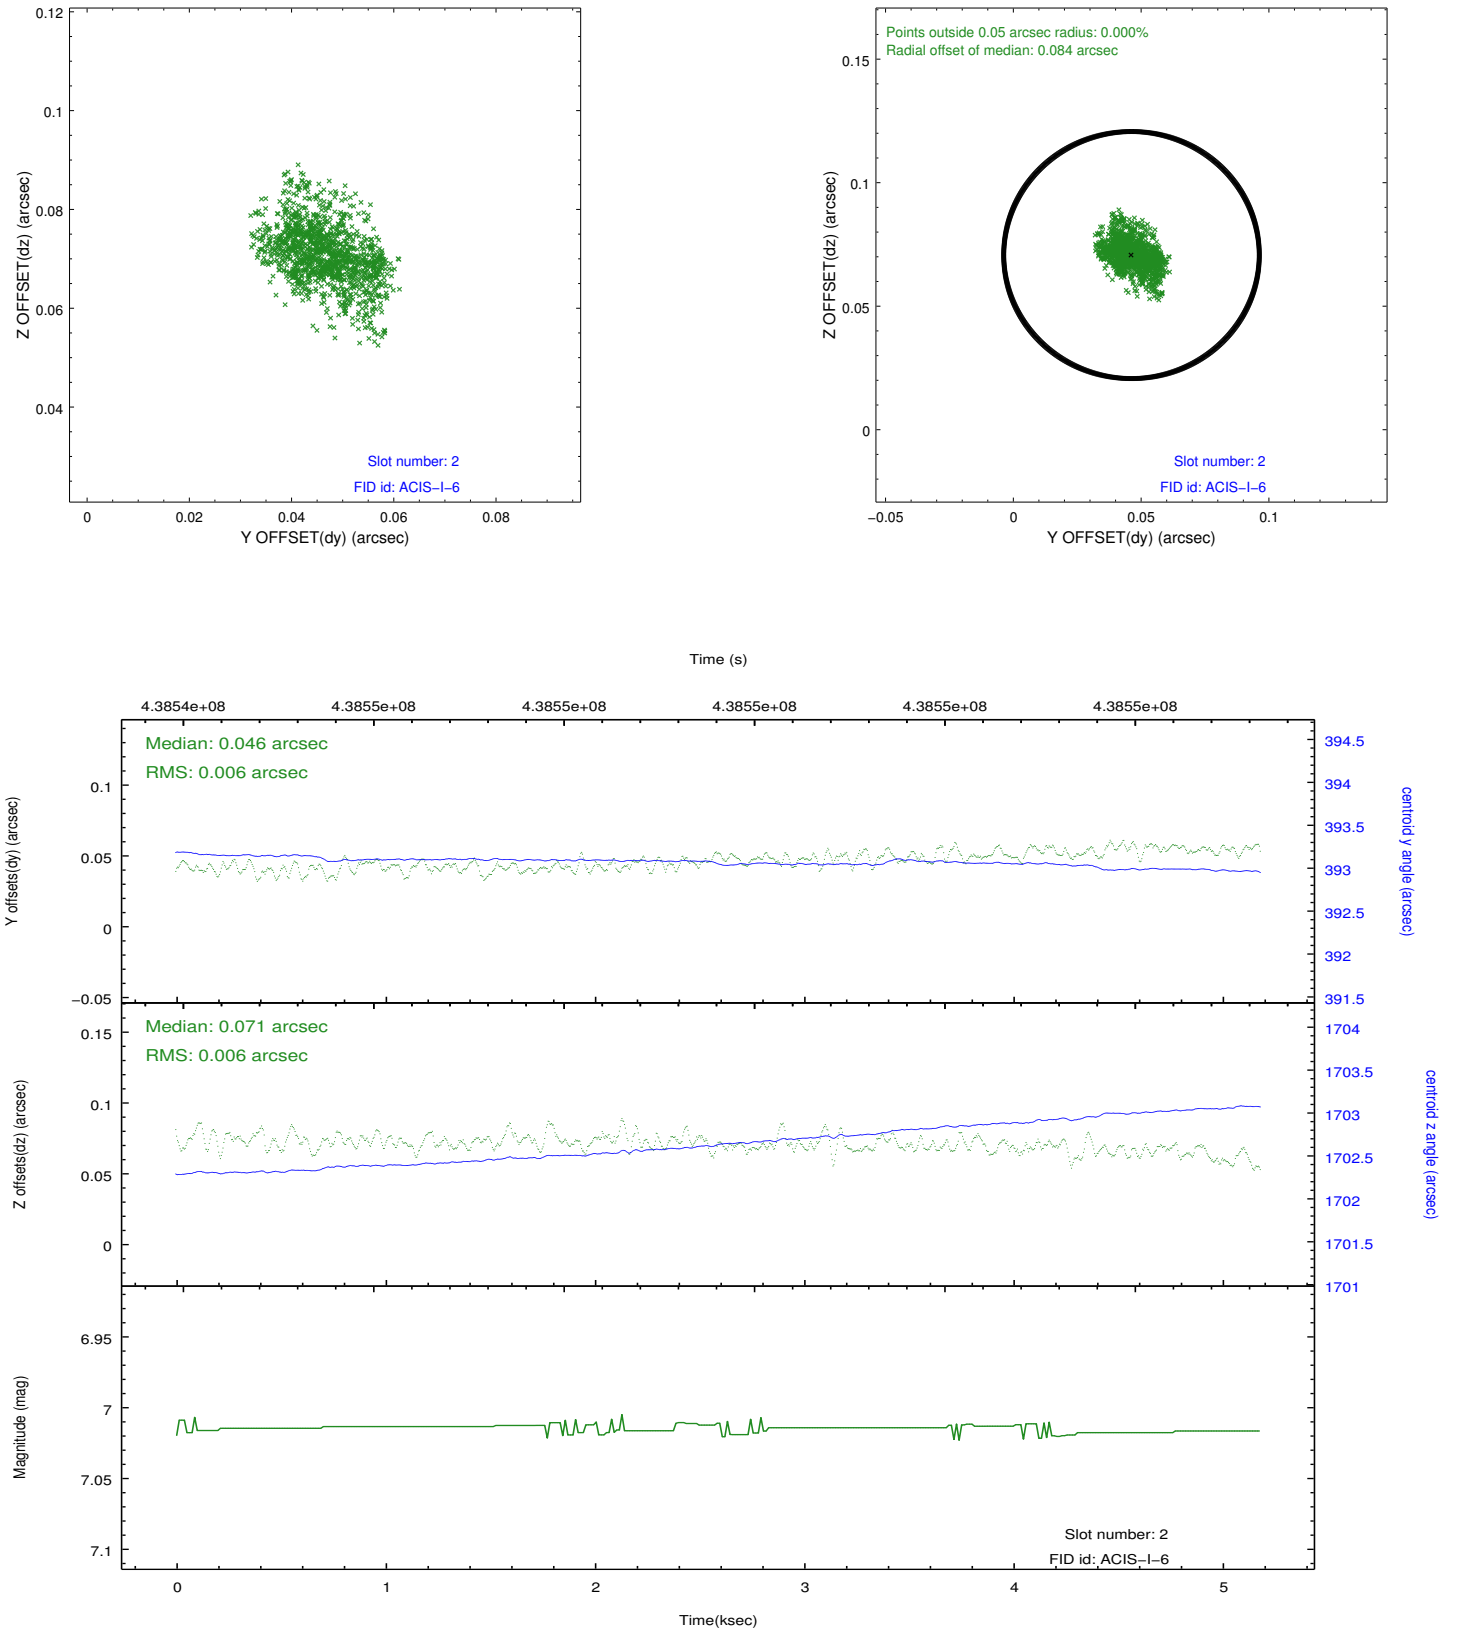 0.12
0.1
0.08
0.06
0.04
Z OFFSET(dz) (arcsec)
Slot number: 2
FID id: ACIS−I−6
0 0.02 0.04 0.06 0.08
Y OFFSET(dy) (arcsec)
Points outside 0.05 arcsec radius: 0.000%
Radial offset of median: 0.084 arcsec
0.15
0.1
0.05
0
Z OFFSET(dz) (arcsec)
Slot number: 2
FID id: ACIS−I−6
−0.05 0 0.05 0.1
Y OFFSET(dy) (arcsec)
Time (s)
4.3854e+08 4.3855e+08 4.3855e+08 4.3855e+08 4.3855e+08 4.3855e+08
Median: 0.046 arcsec
RMS: 0.006 arcsec
0.1
0.05
0
−0.05
Y offsets(dy) (arcsec)
394.5
394
393.5
393
392.5
392
391.5
centroid y angle (arcsec)
Median: 0.071 arcsec
RMS: 0.006 arcsec
0.15
0.1
0.05
0
Z offsets(dz) (arcsec)
1704
1703.5
1703
1702.5
1702
1701.5
1701
centroid z angle (arcsec)
6.95
7
7.05
7.1
Magnitude (mag)
Slot number: 2
FID id: ACIS−I−6
0 1 2 3 4 5
Time(ksec)